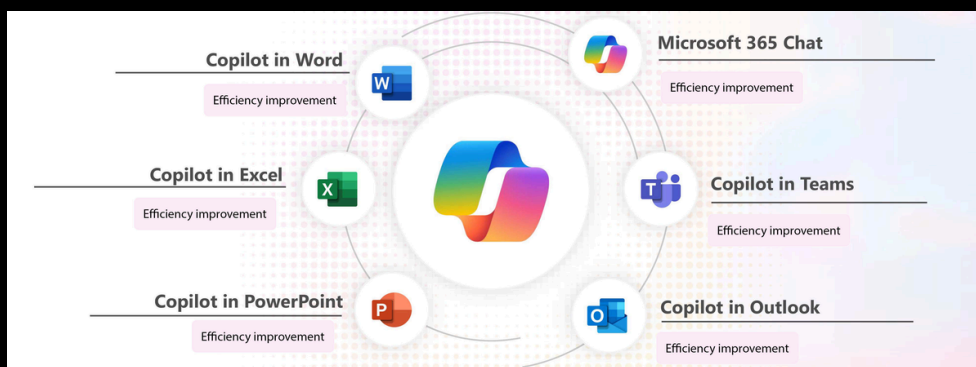 Copilot in Word
Efficiency improvement
Microsoft 365 Chat
Efficiency improvement
W
Copilot in Excel
Efficiency improvement
X
Copilot in Teams
Efficiency improvement
T
Copilot in PowerPoint
Efficiency improvement
P
Copilot in Outlook
Efficiency improvement
O